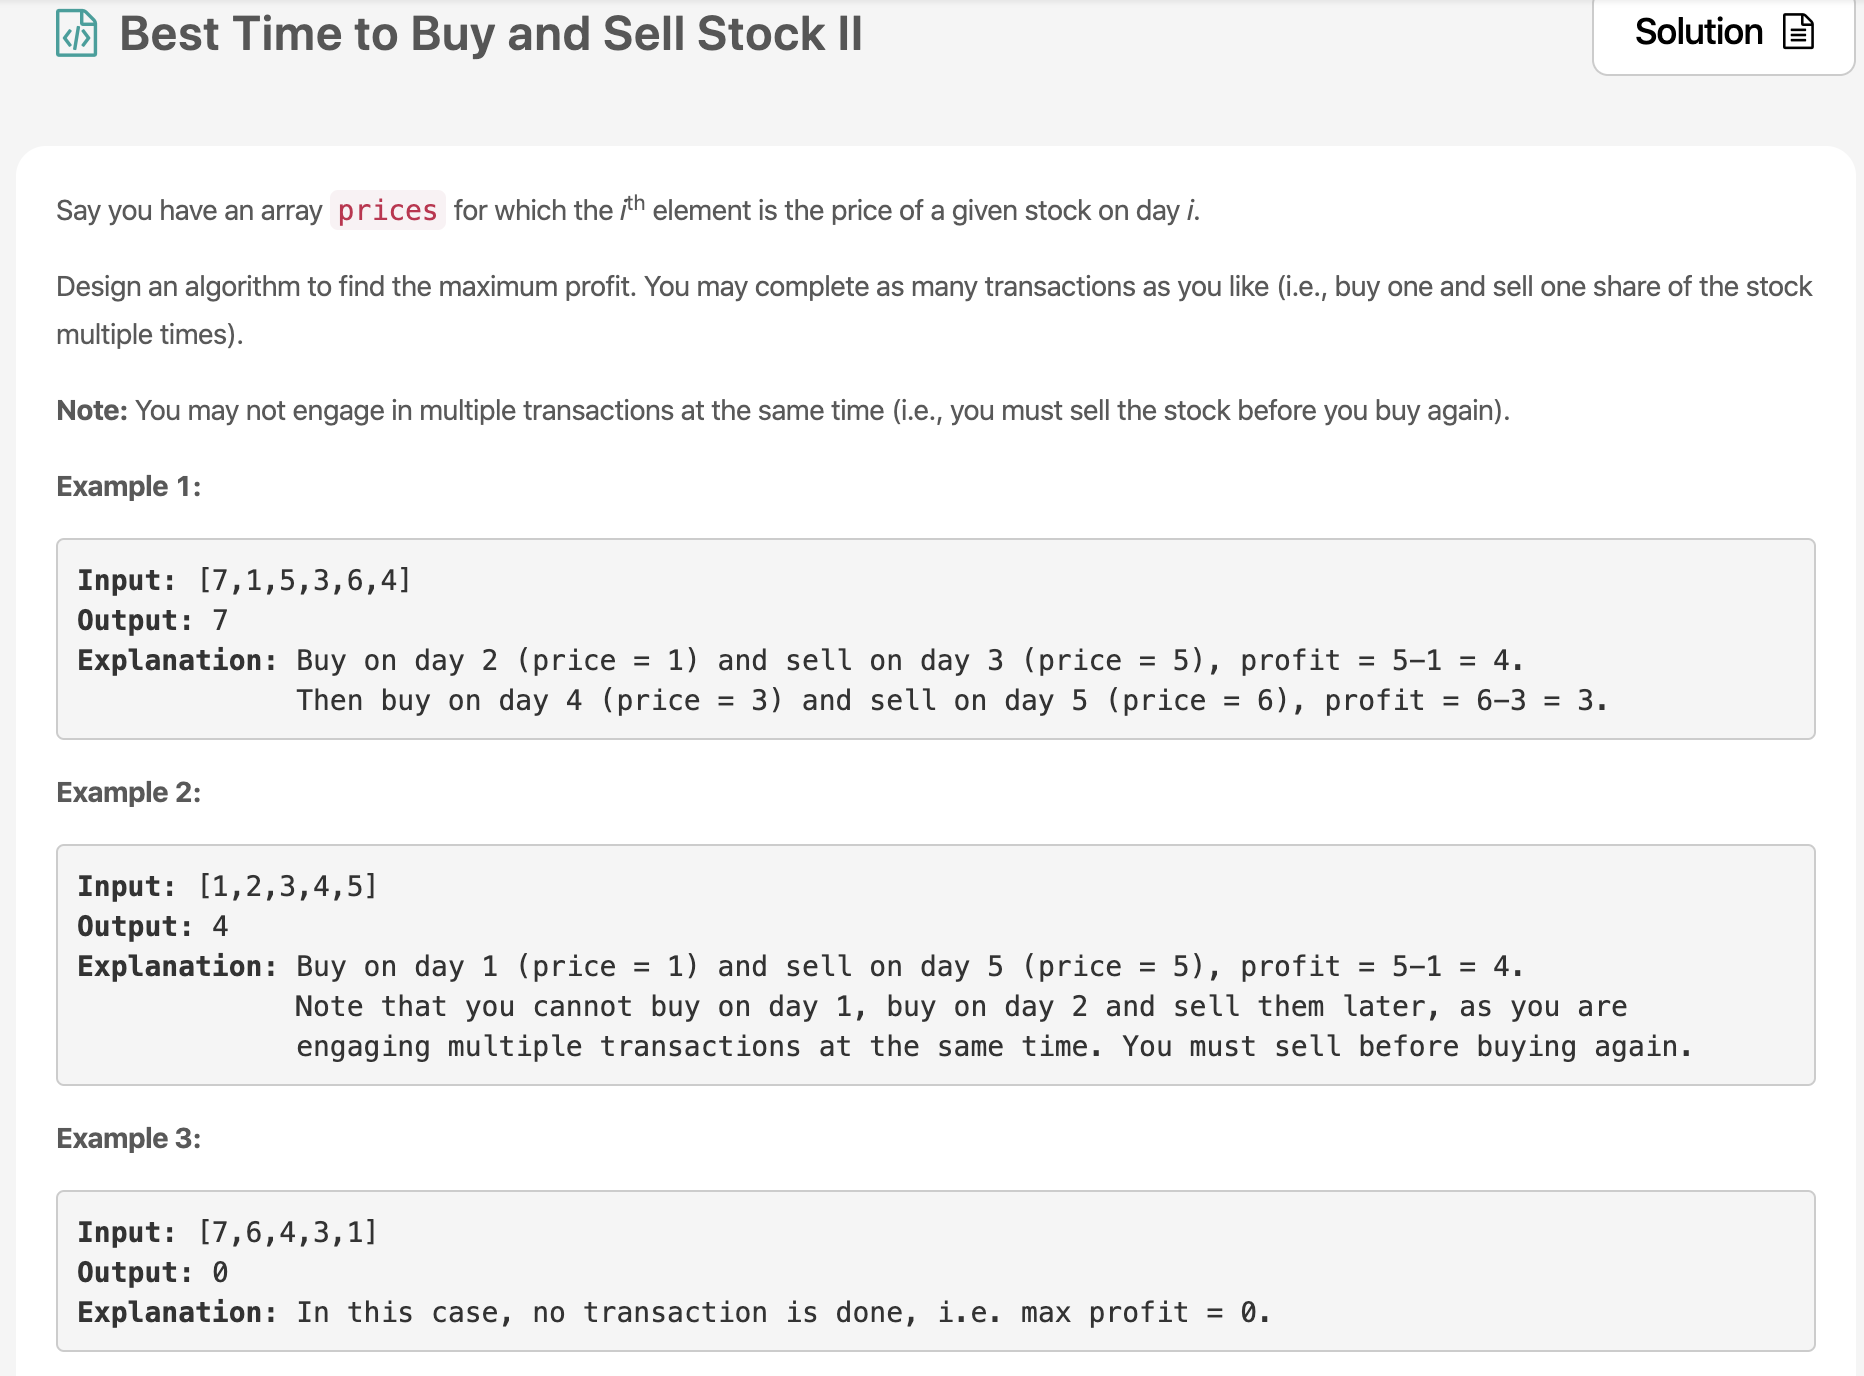 Best Time to Buy and Sell Stock II
Solution
Say you have an array prices for which the ith element is the price of a given stock on day i.
Design an algorithm to find the maximum profit. You may complete as many transactions as you like (i.e., buy one and sell one share of the stock
multiple times).
Note: You may not engage in multiple transactions at the same time (i.e., you must sell the stock before you buy again).
Example 1:
Input: [7,1,5,3,6,4]
Output: 7
Explanation: Buy on day 2 (price = 1) and sell on day 3 (price = 5), profit = 5-1 = 4.
Then buy on day 4 (price = 3) and sell on day 5 (price = 6), profit = 6-3 = 3.
Example 2:
Input: [1,2,3,4,5]
Output: 4
Explanation: Buy on day 1 (price = 1) and sell on day 5 (price = 5), profit = 5-1 = 4.
Note that you cannot buy on day 1, buy on day 2 and sell them later, as you are
engaging multiple transactions at the same time. You must sell before buying again.
Example 3:
Input: [7,6,4,3,1]
Output: 0
Explanation: In this case, no transaction is done, i.e. max profit = 0.